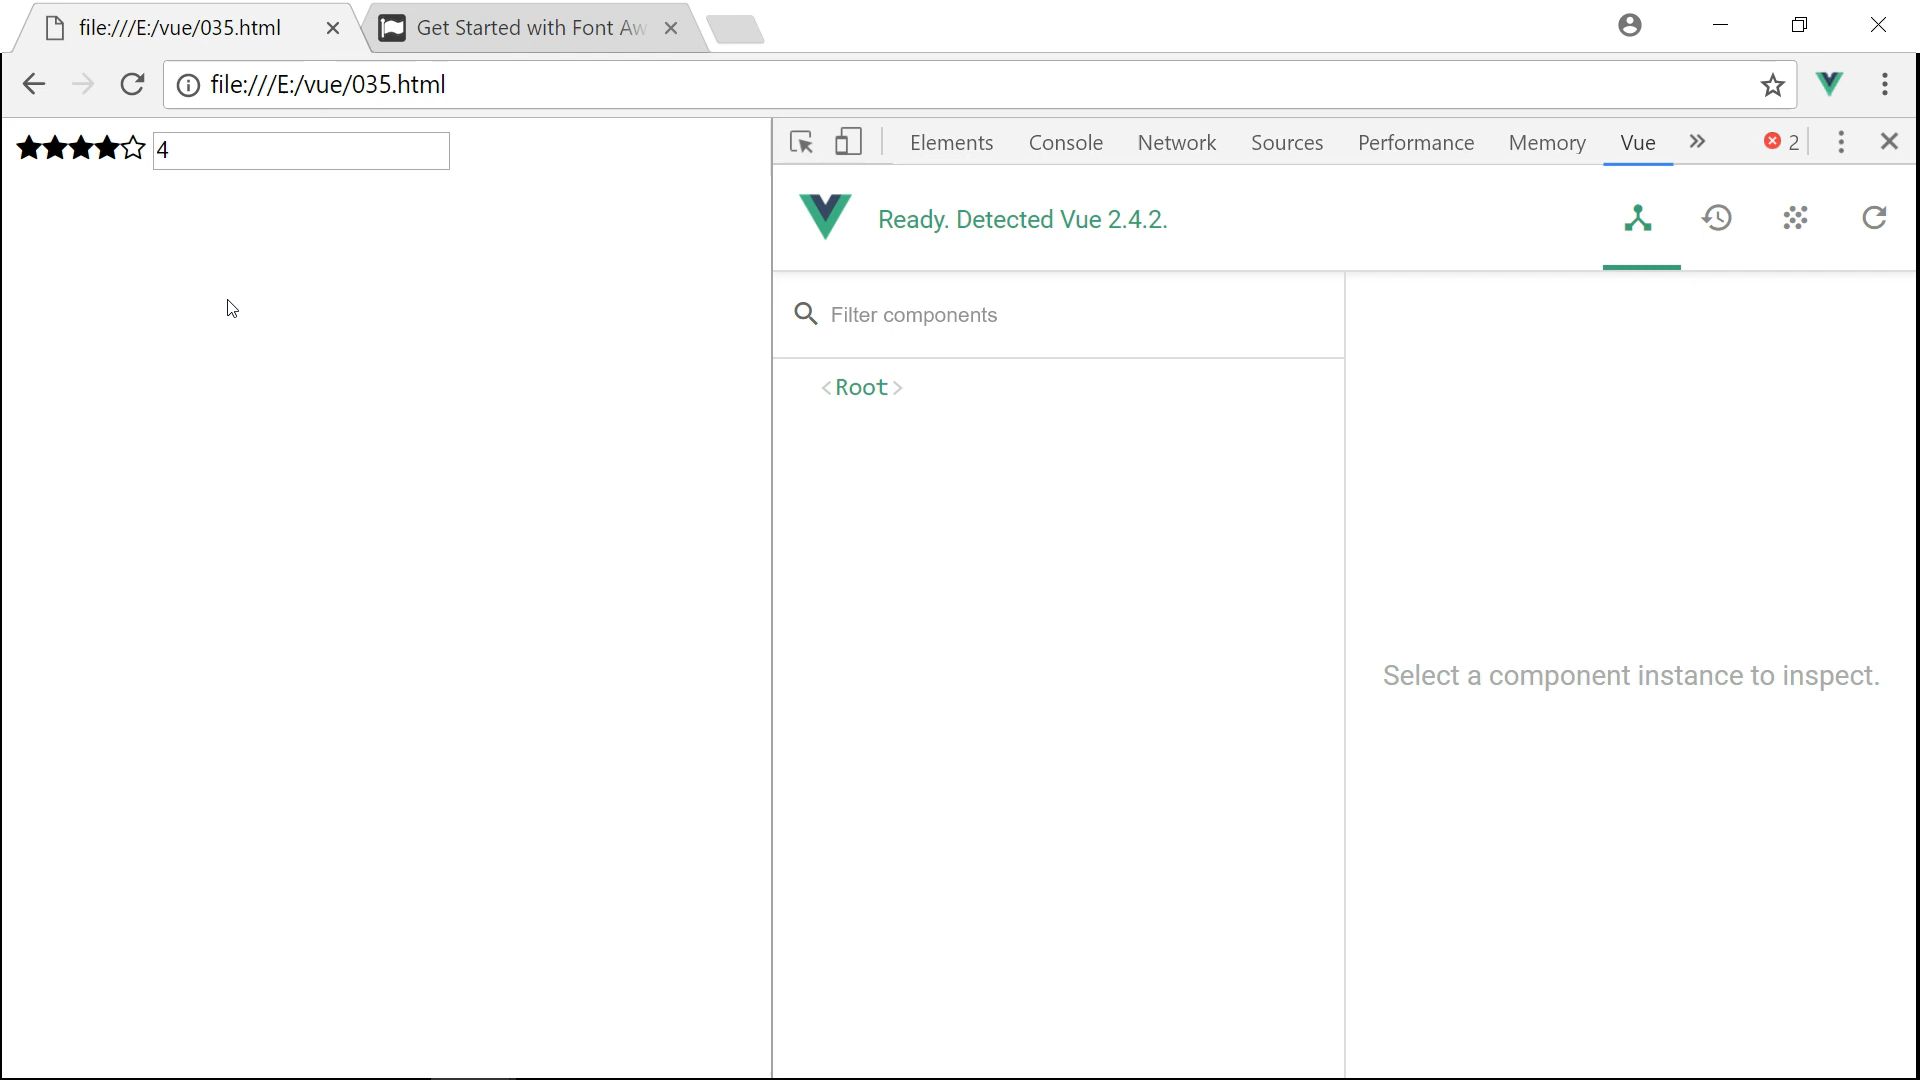 file:///E:/vue/035.html
Get Started with Font Aw
file:///E:/vue/035.html
4
Elements Console Network Sources Performance Memory Vue » 2
Ready. Detected Vue 2.4.2.
Filter components
<Root>
Select a component instance to inspect.